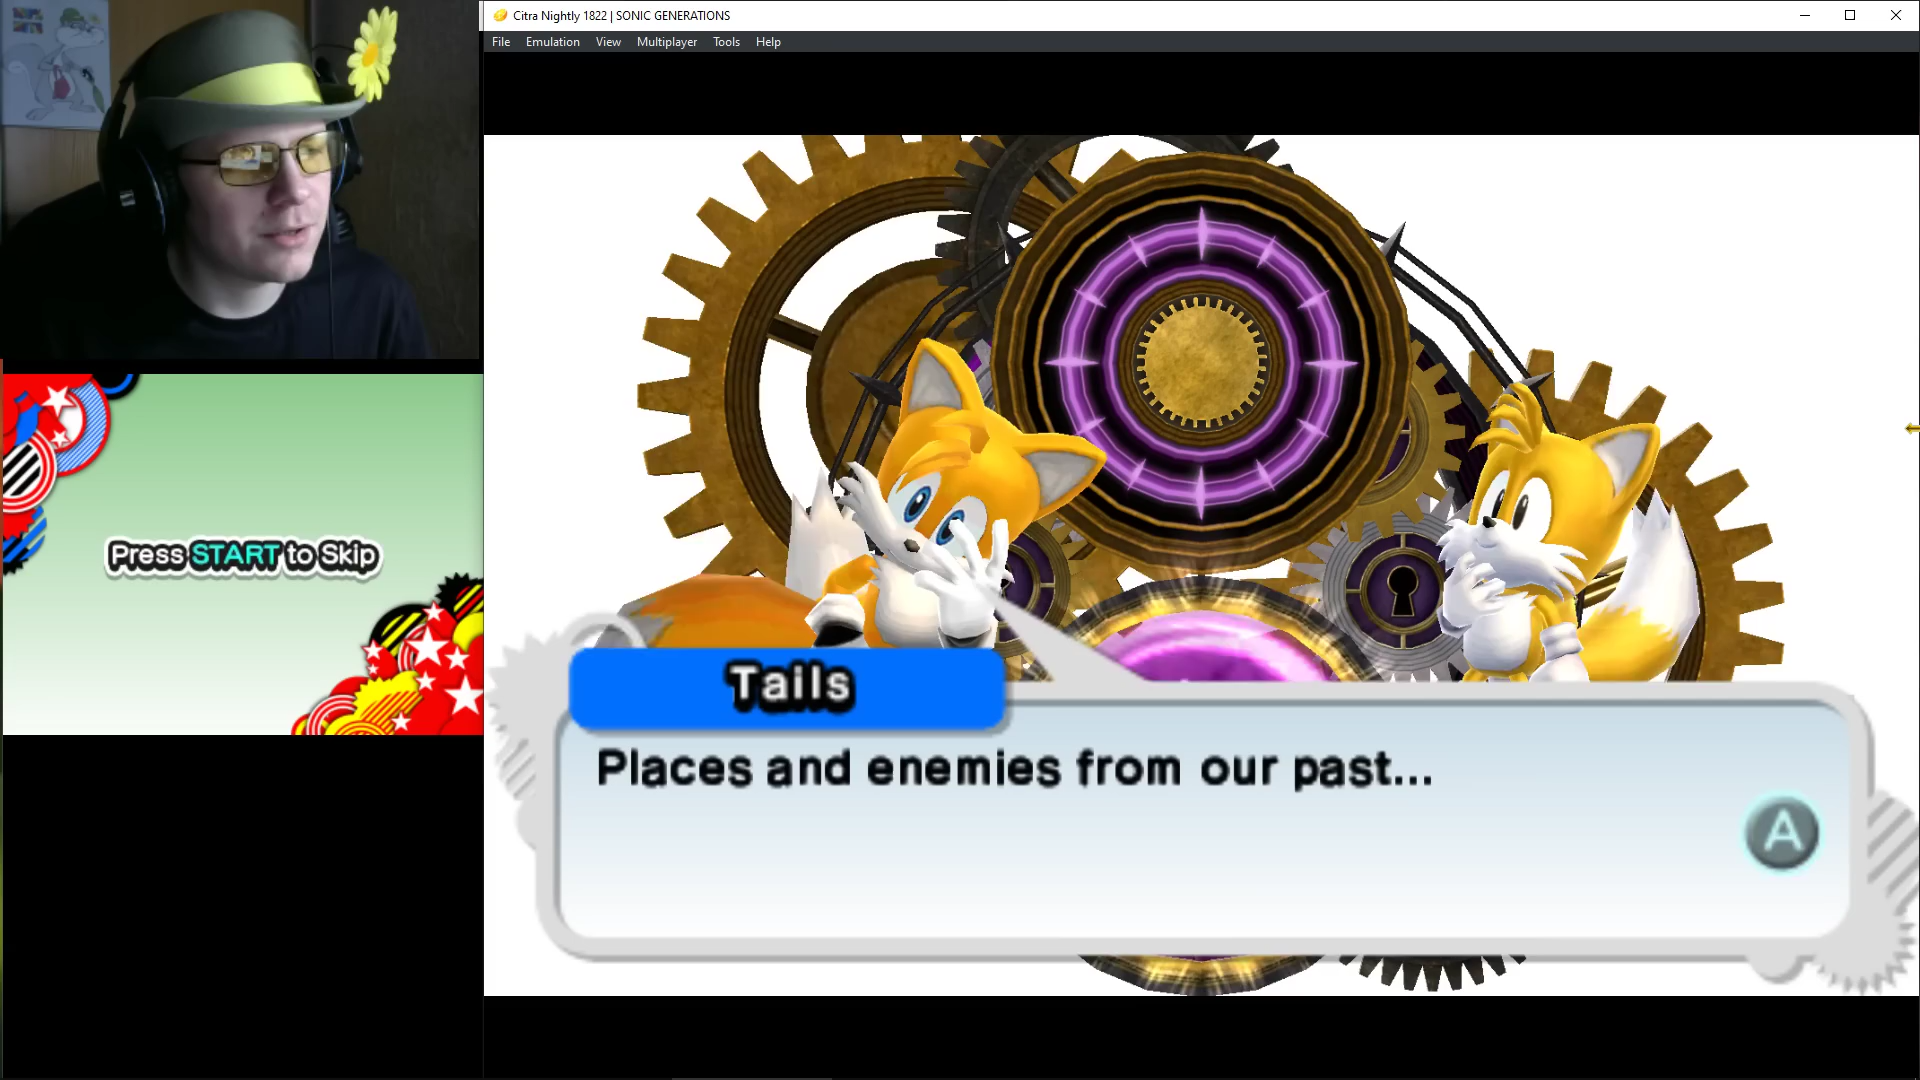 Citra Nightly 1822 | SONIC GENERATIONS
File Emulation View Multiplayer Tools Help
Press START to Skip
Tails
Places and enemies from our past...
A